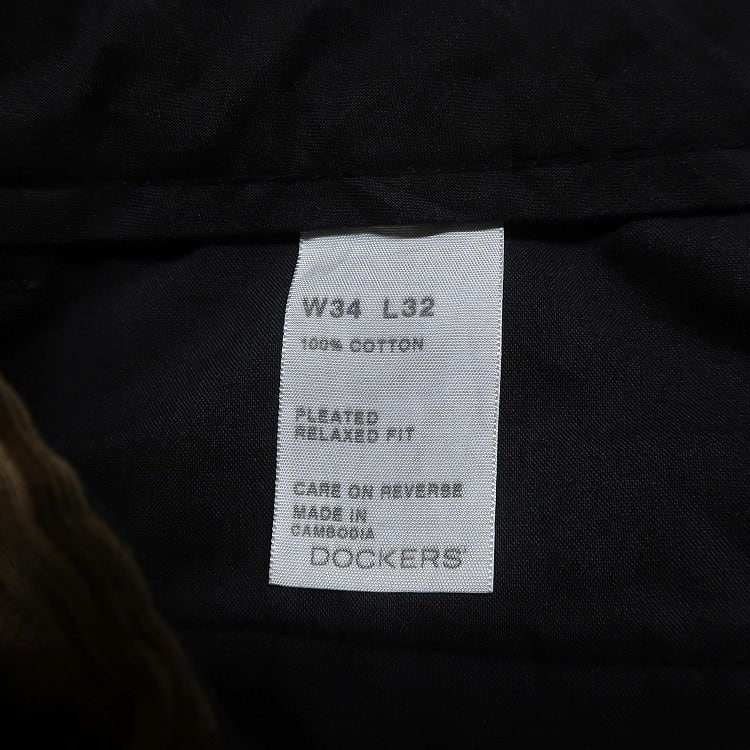 W34 L32
100% COTTON
PLEATED
RELAXED FIT
CARE ON REVERSE
MADE IN
CAMBODIA
DOCKERS®